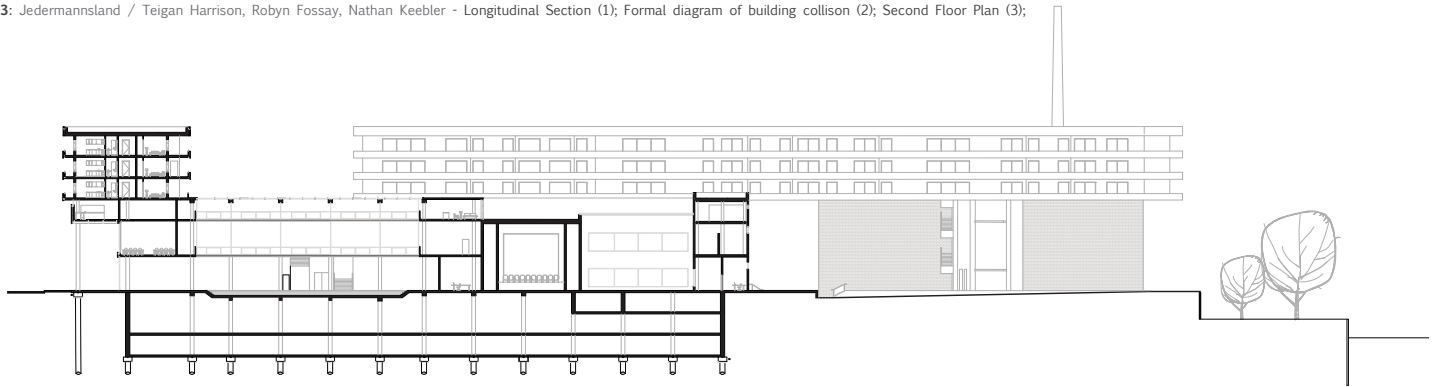 3: Jedermannsland / Teigan Harrison, Robyn Fossay, Nathan Keebler - Longitudinal Section (1); Formal diagram of building collison (2); Second Floor Plan (3);